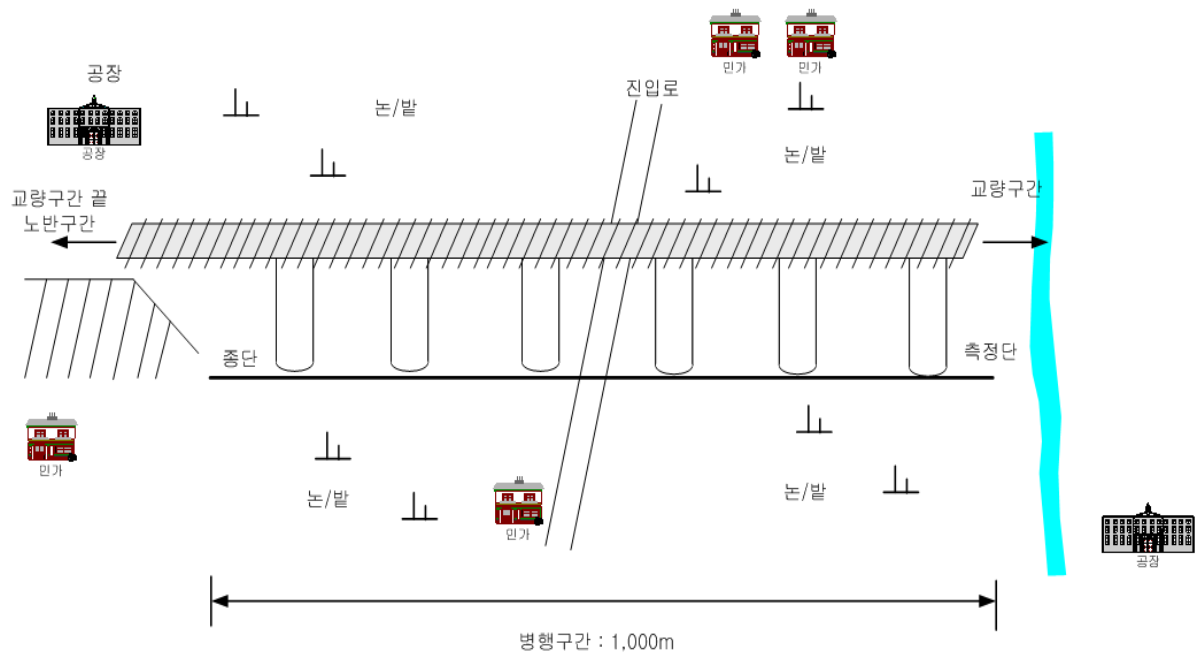 민가
민가
공장
공장
진입로
논/밭
논/밭
교량구간 끝
노반구간
교량구간
종단
측정단
민가
논/밭
민가
논/밭
공장
병행구간 : 1,000m